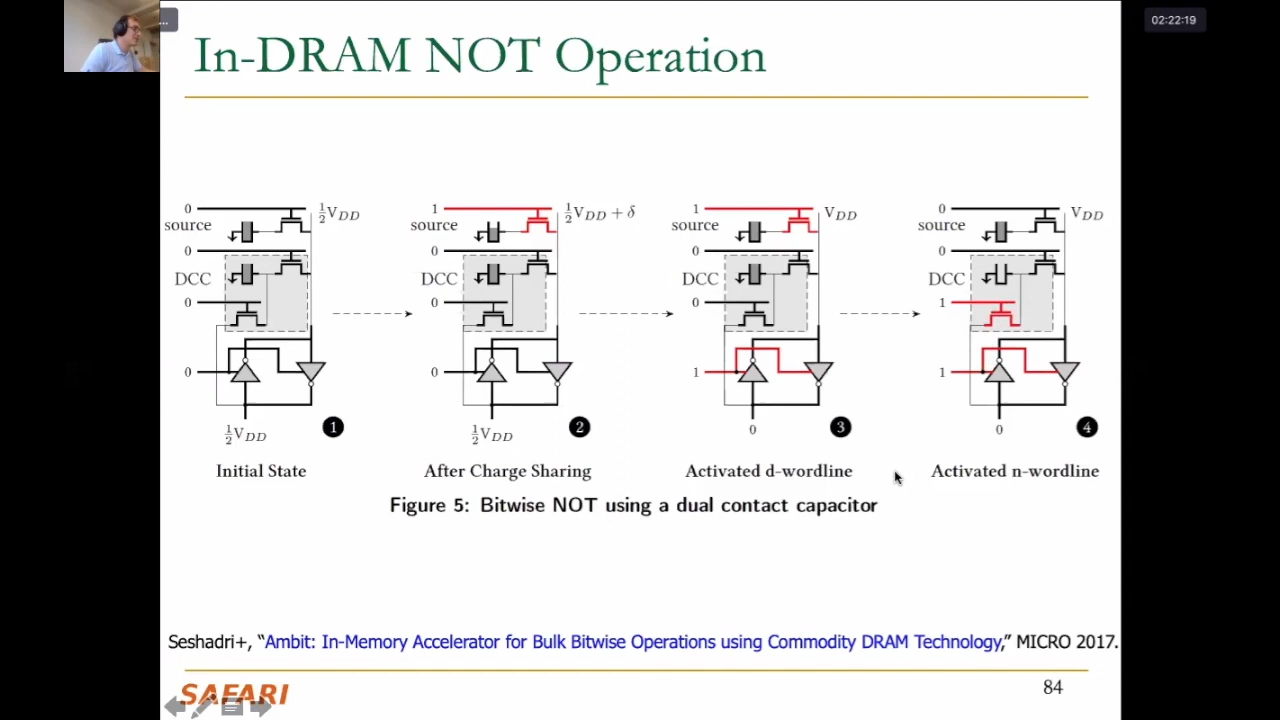 ...
02:22:19
In-DRAM NOT Operation
0
source
½VDD
0
DCC
0
0
½VDD
1
Initial State
1
source
½VDD + δ
0
DCC
0
0
½VDD
2
After Charge Sharing
1
source
VDD
0
DCC
0
1
0
3
Activated d-wordline
0
source
VDD
0
DCC
1
1
0
4
Activated n-wordline
Figure 5: Bitwise NOT using a dual contact capacitor
Seshadri+, “Ambit: In-Memory Accelerator for Bulk Bitwise Operations using Commodity DRAM Technology,” MICRO 2017.
SAFARI
84